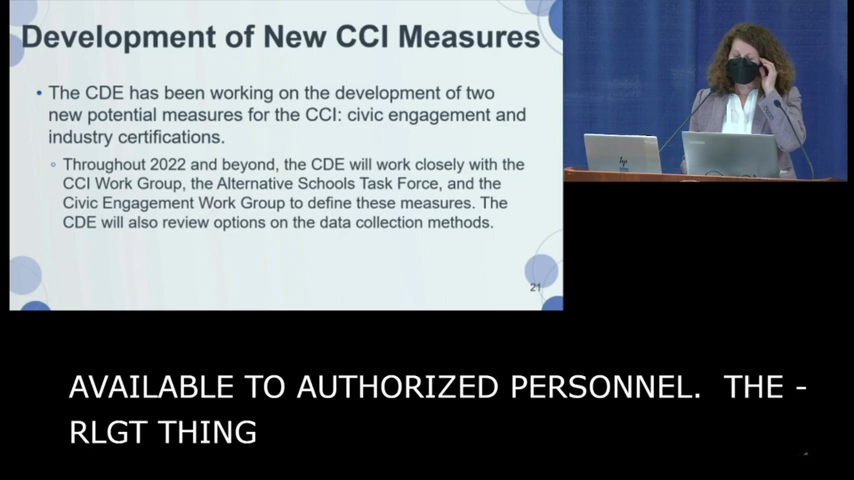 Development of New CCI Measures
• The CDE has been working on the development of two
new potential measures for the CCI: civic engagement and
industry certifications.
◦ Throughout 2022 and beyond, the CDE will work closely with the
CCI Work Group, the Alternative Schools Task Force, and the
Civic Engagement Work Group to define these measures. The
CDE will also review options on the data collection methods.
21
hp
AVAILABLE TO AUTHORIZED PERSONNEL.  THE -
RLGT THING